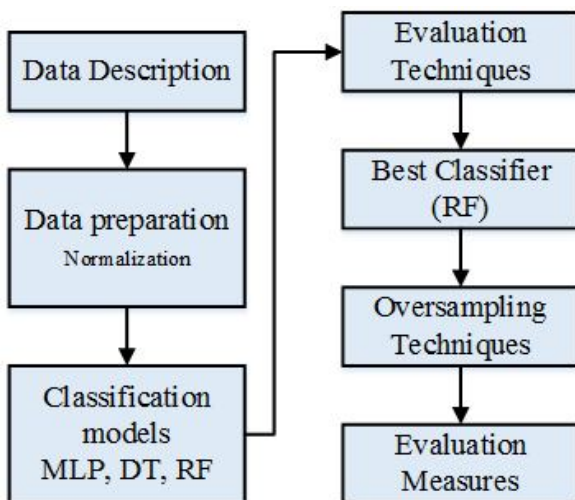 Data Description
Data preparation
Normalization
Classification
models
MLP, DT, RF
Evaluation
Techniques
Best Classifier
(RF)
Oversampling
Techniques
Evaluation
Measures